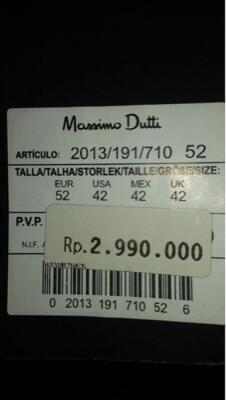 Massimo Dutti
ARTÍCULO: 2013/191/710 52
TALLA/TALHA/STORLEK/TAILLE/GRÖSSE/SIZE:
EUR USA MEX UK
52 42 42 42
P.V.P.
Rp.2.990.000
N.I.F. A
0 2013 191 710 52 6